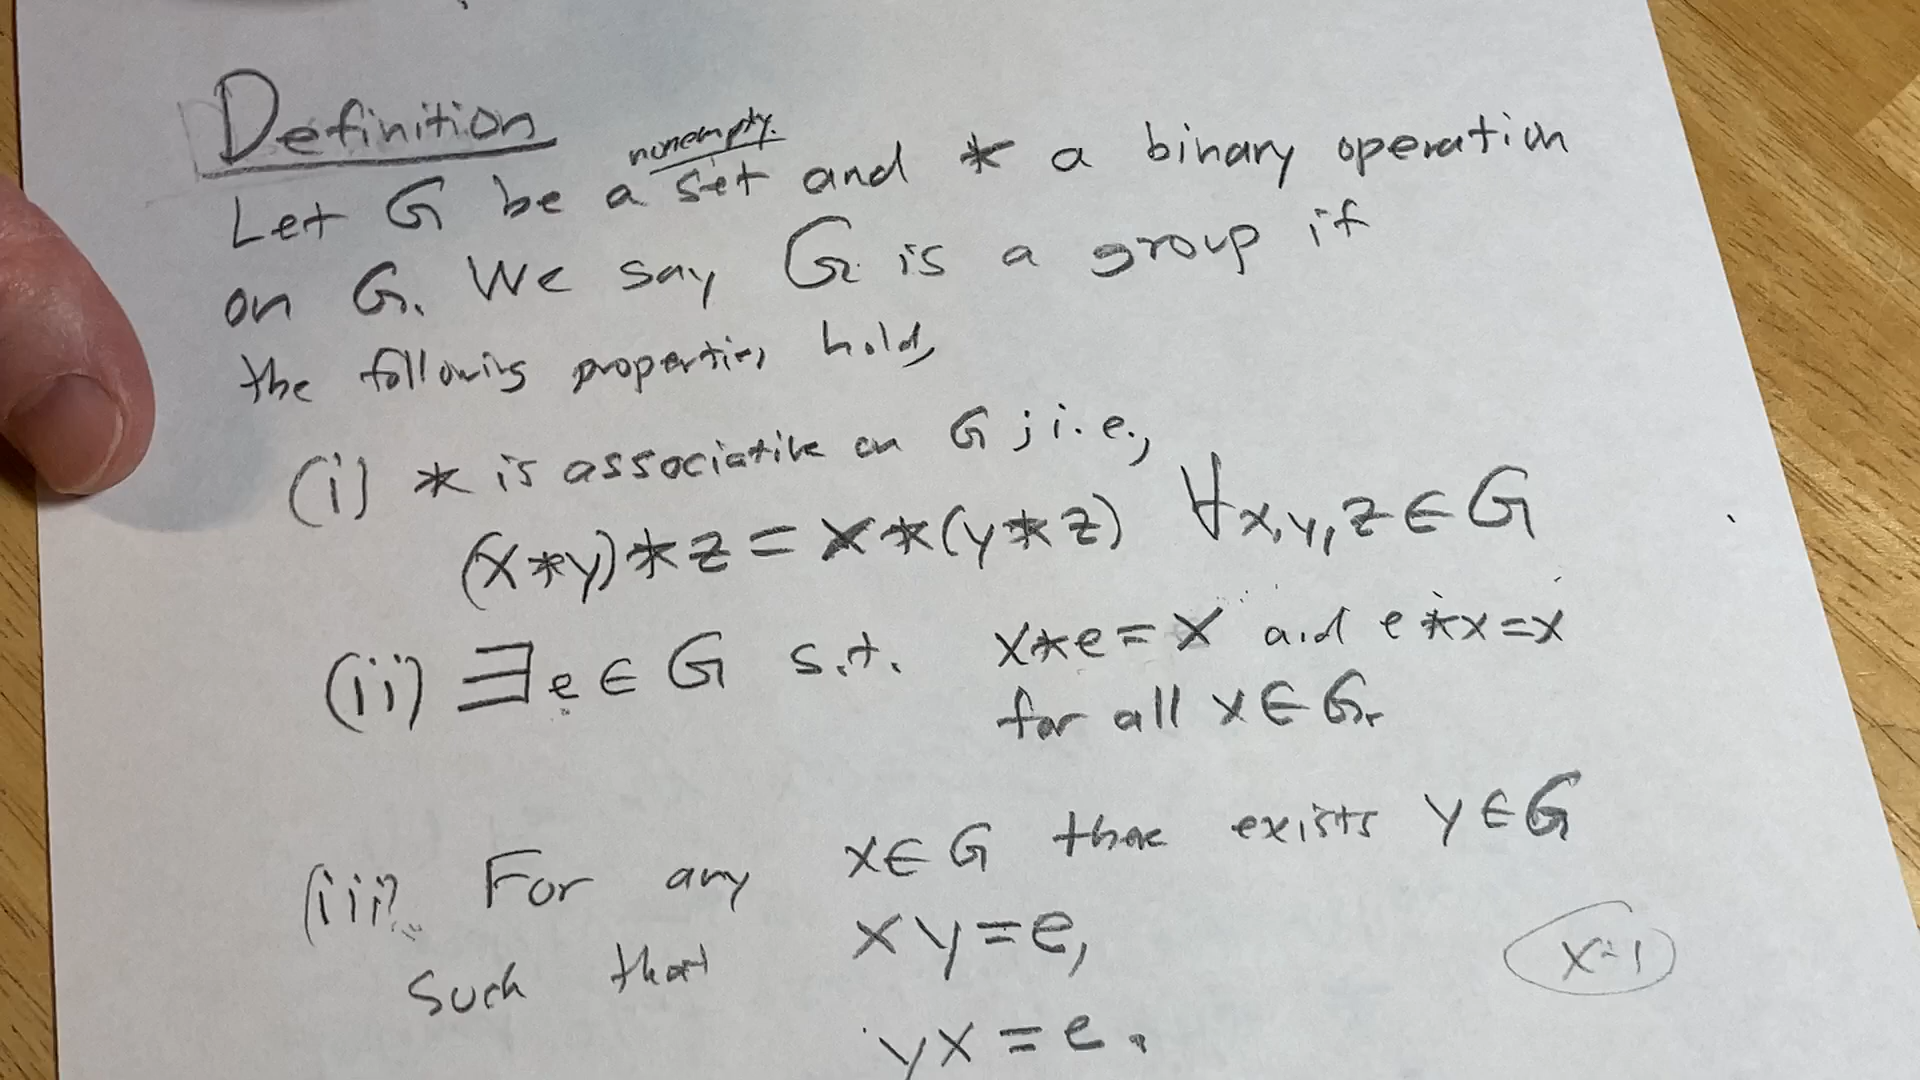 Definition
nonempty
Let G be a set and * a binary operation
on G. We say G is a group if
the following properties hold,
(i) * is associative on G; i.e.,
(x*y)*z = x*(y*z) ∀x,y,z ∈ G
(ii) ∃e ∈ G s.t. x*e = x and e*x=x
for all x ∈ G.
(iii) For any x ∈ G there exists y ∈ G
such that xy = e,
yx = e.